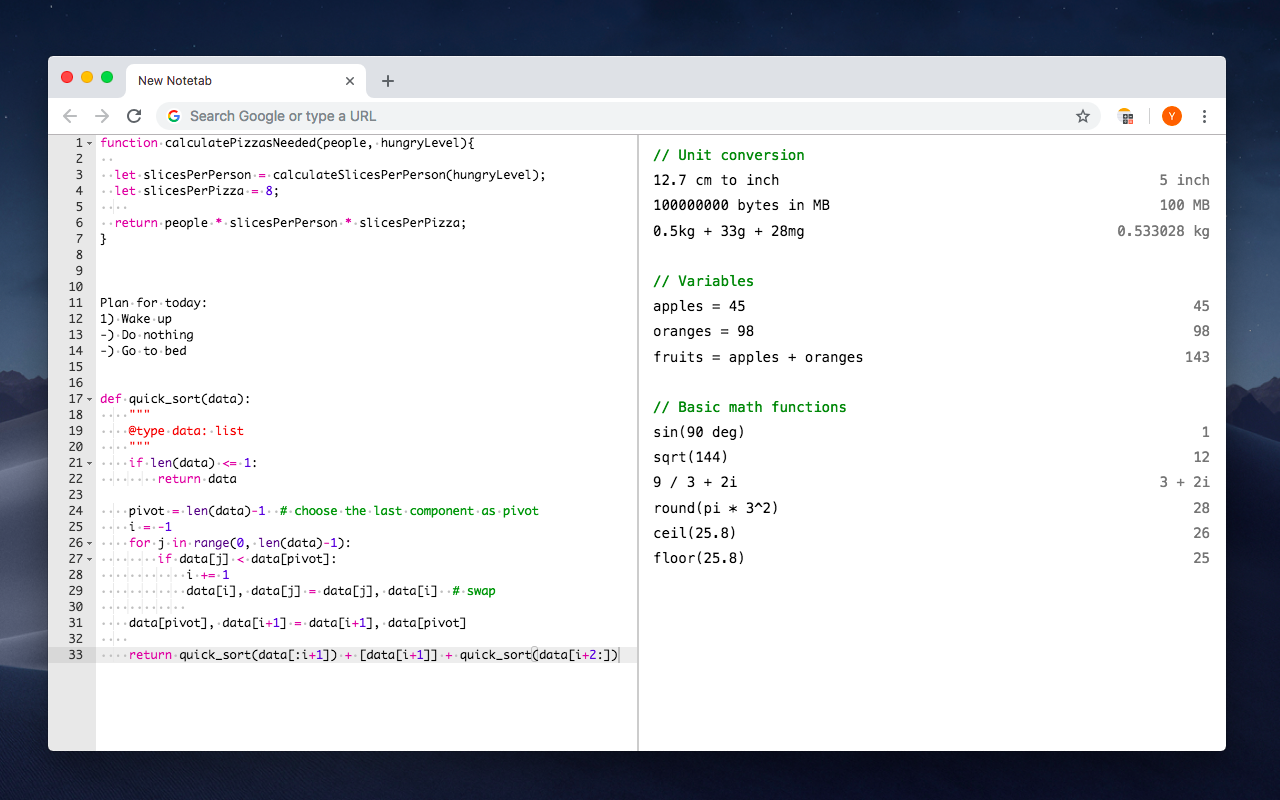 New Notetab
Search Google or type a URL
Y
1 function calculatePizzasNeeded(people, hungryLevel){
2
3   let slicesPerPerson = calculateSlicesPerPerson(hungryLevel);
4   let slicesPerPizza = 8;
5
6   return people * slicesPerPerson * slicesPerPizza;
7 }
8
9
10
11 Plan for today:
12 1) Wake up
13 -) Do nothing
14 -) Go to bed
15
16
17 def quick_sort(data):
18     """
19     @type data: list
20     """
21     if len(data) <= 1:
22         return data
23
24     pivot = len(data)-1  # choose the last component as pivot
25     i = -1
26     for j in range(0, len(data)-1):
27         if data[j] < data[pivot]:
28             i += 1
29             data[i], data[j] = data[j], data[i]  # swap
30
31     data[pivot], data[i+1] = data[i+1], data[pivot]
32
33     return quick_sort(data[:i+1]) + [data[i+1]] + quick_sort(data[i+2:])
// Unit conversion
12.7 cm to inch 5 inch
100000000 bytes in MB 100 MB
0.5kg + 33g + 28mg 0.533028 kg
// Variables
apples = 45 45
oranges = 98 98
fruits = apples + oranges 143
// Basic math functions
sin(90 deg) 1
sqrt(144) 12
9 / 3 + 2i 3 + 2i
round(pi * 3^2) 28
ceil(25.8) 26
floor(25.8) 25